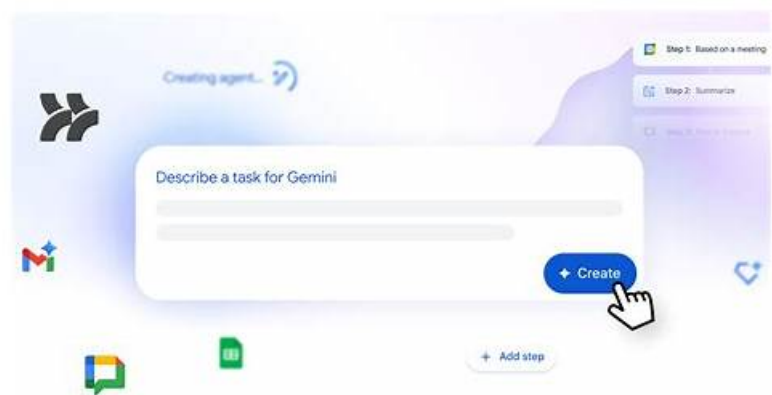 Step 1: Based on a meeting
Creating agent...
Step 2: Summarize
Describe a task for Gemini
Create
+ Add step